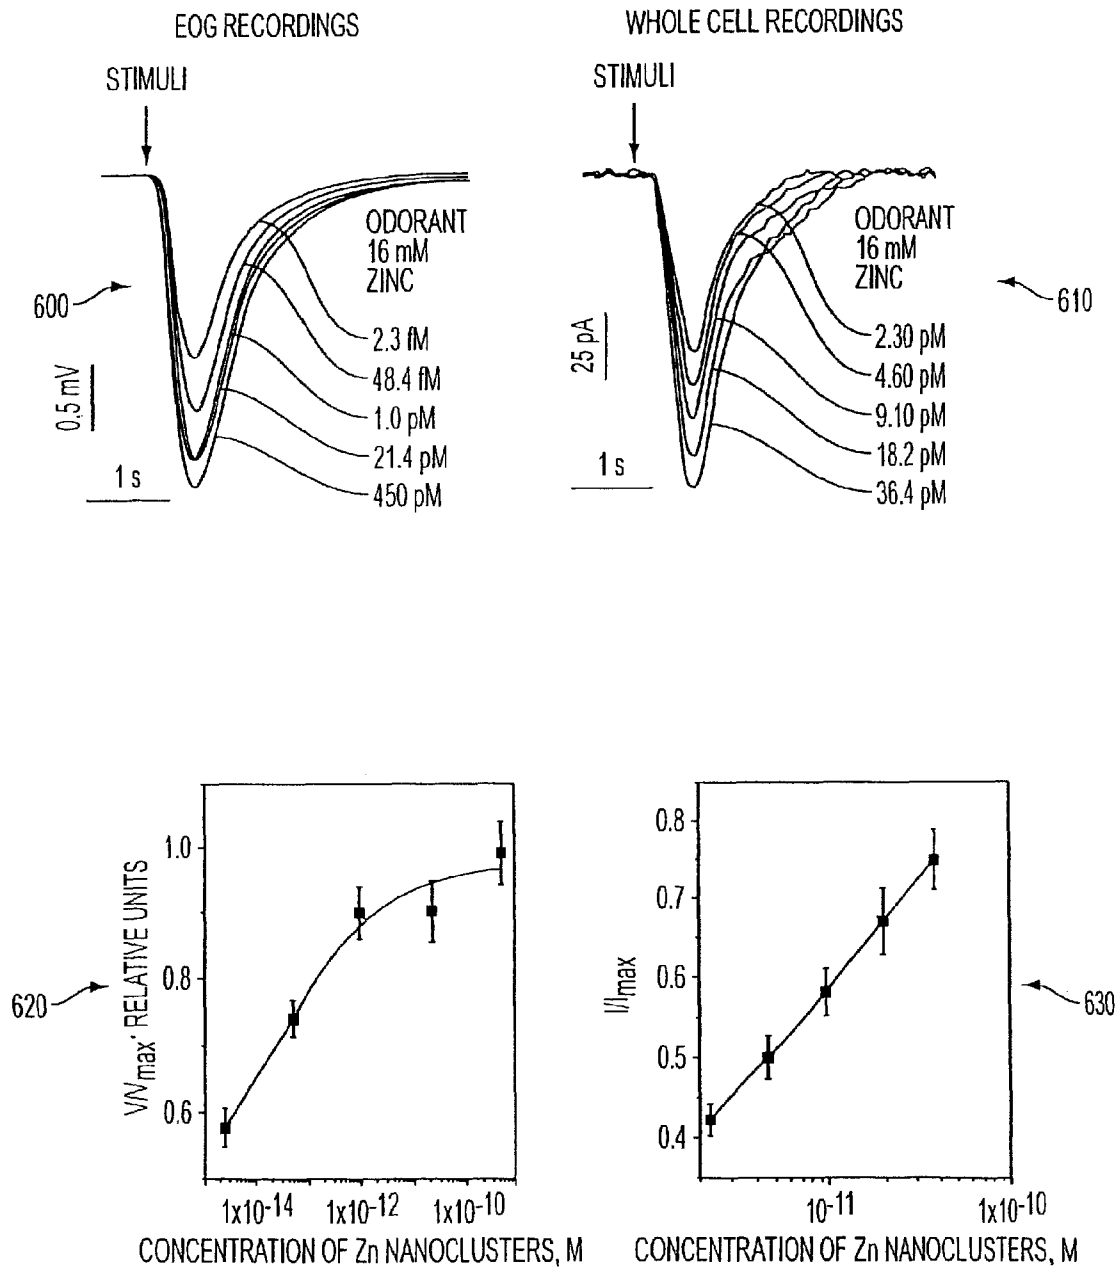 EOG RECORDINGS
STIMULI
ODORANT
16 mM
ZINC
600
2.3 fM
48.4 fM
1.0 pM
21.4 pM
450 pM
0.5 mV
1 s
WHOLE CELL RECORDINGS
STIMULI
ODORANT
16 mM
ZINC
610
2.30 pM
4.60 pM
9.10 pM
18.2 pM
36.4 pM
25 pA
1 s
620
V/Vmax. RELATIVE UNITS
1.0
0.8
0.6
1x10-14
1x10-12
1x10-10
CONCENTRATION OF Zn NANOCLUSTERS, M
630
I/Imax
0.8
0.7
0.6
0.5
0.4
10-11
1x10-10
CONCENTRATION OF Zn NANOCLUSTERS, M